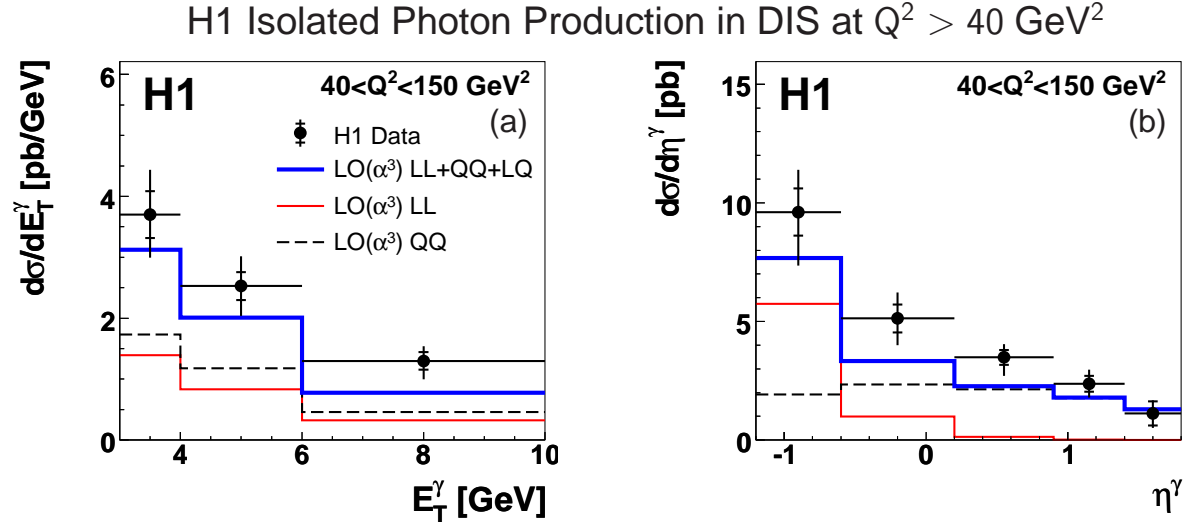 H1 Isolated Photon Production in DIS at Q² > 40 GeV²
H1
40<Q²<150 GeV²
(a)
H1 Data
LO(α³) LL+QQ+LQ
LO(α³) LL
LO(α³) QQ
dσ/dE_T^γ [pb/GeV]
6
4
2
0
4 6 8 10
E_T^γ [GeV]
H1
40<Q²<150 GeV²
(b)
dσ/dη^γ [pb]
15
10
5
0
-1 0 1
η^γ